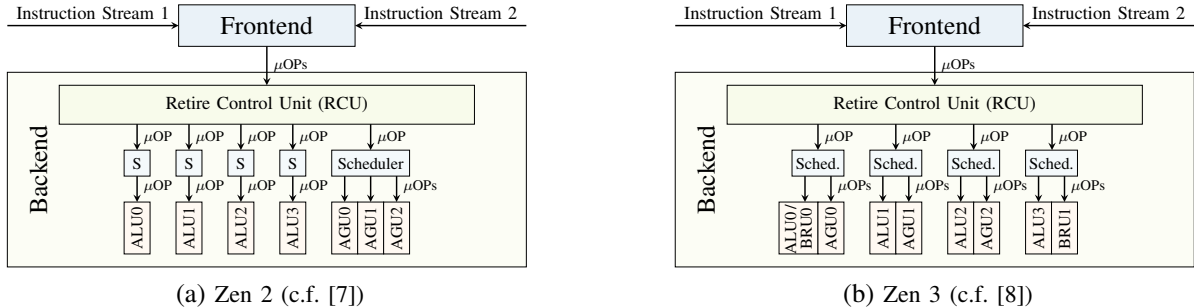 Instruction Stream 1
Frontend
Instruction Stream 2
μOPs
Backend
Retire Control Unit (RCU)
μOP μOP μOP μOP μOP
S S S S Scheduler
μOP μOP μOP μOP μOPs
ALU0 ALU1 ALU2 ALU3 AGU0 AGU1 AGU2
(a) Zen 2 (c.f. [7])
Instruction Stream 1
Frontend
Instruction Stream 2
μOPs
Backend
Retire Control Unit (RCU)
μOP μOP μOP μOP
Sched. Sched. Sched. Sched.
μOPs μOPs μOPs μOPs
ALU0/
BRU0 AGU0 ALU1 AGU1 ALU2 AGU2 ALU3 BRU1
(b) Zen 3 (c.f. [8])